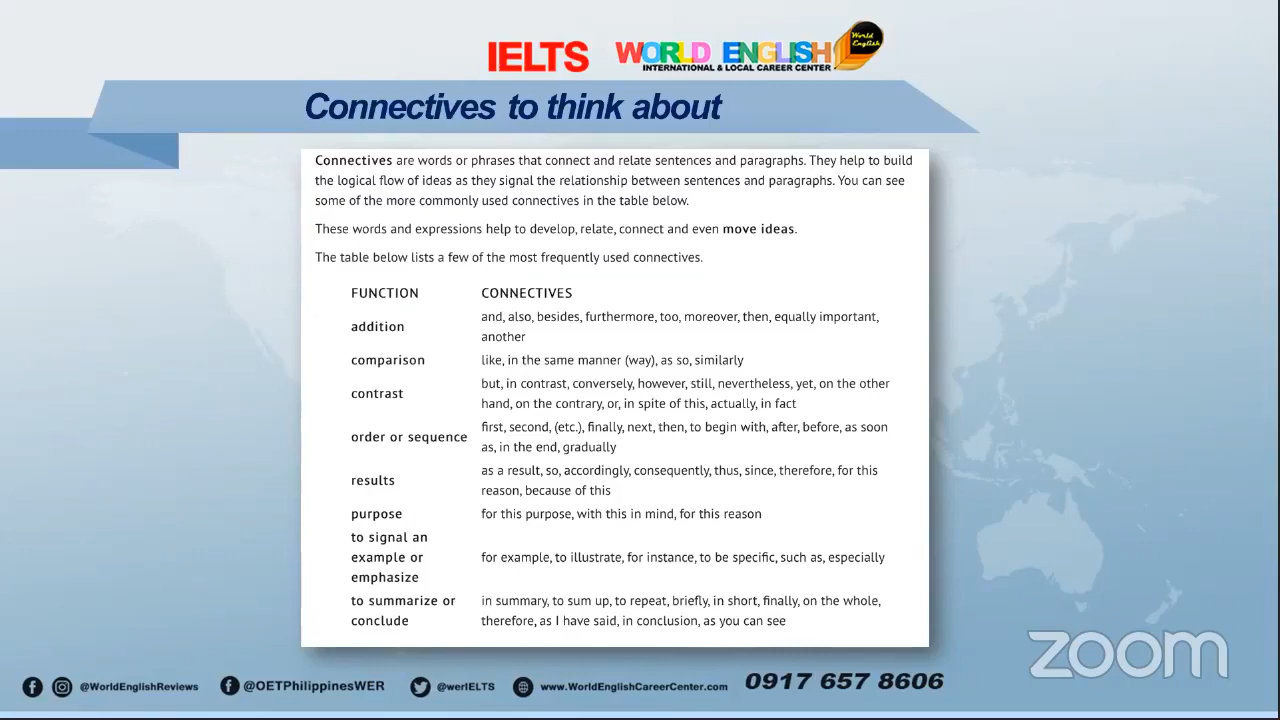 IELTS WORLD ENGLISH
INTERNATIONAL & LOCAL CAREER CENTER
World
English
Connectives to think about
Connectives are words or phrases that connect and relate sentences and paragraphs. They help to build
the logical flow of ideas as they signal the relationship between sentences and paragraphs. You can see
some of the more commonly used connectives in the table below.
These words and expressions help to develop, relate, connect and even move ideas.
The table below lists a few of the most frequently used connectives.
FUNCTION CONNECTIVES
addition
and, also, besides, furthermore, too, moreover, then, equally important,
another
comparison like, in the same manner (way), as so, similarly
contrast
but, in contrast, conversely, however, still, nevertheless, yet, on the other
hand, on the contrary, or, in spite of this, actually, in fact
order or sequence
first, second, (etc.), finally, next, then, to begin with, after, before, as soon
as, in the end, gradually
results
as a result, so, accordingly, consequently, thus, since, therefore, for this
reason, because of this
purpose for this purpose, with this in mind, for this reason
to signal an
example or
emphasize
for example, to illustrate, for instance, to be specific, such as, especially
to summarize or
conclude
in summary, to sum up, to repeat, briefly, in short, finally, on the whole,
therefore, as I have said, in conclusion, as you can see
zoom
@WorldEnglishReviews @OETPhilippinesWER @werIELTS www.WorldEnglishCareerCenter.com 0917 657 8606